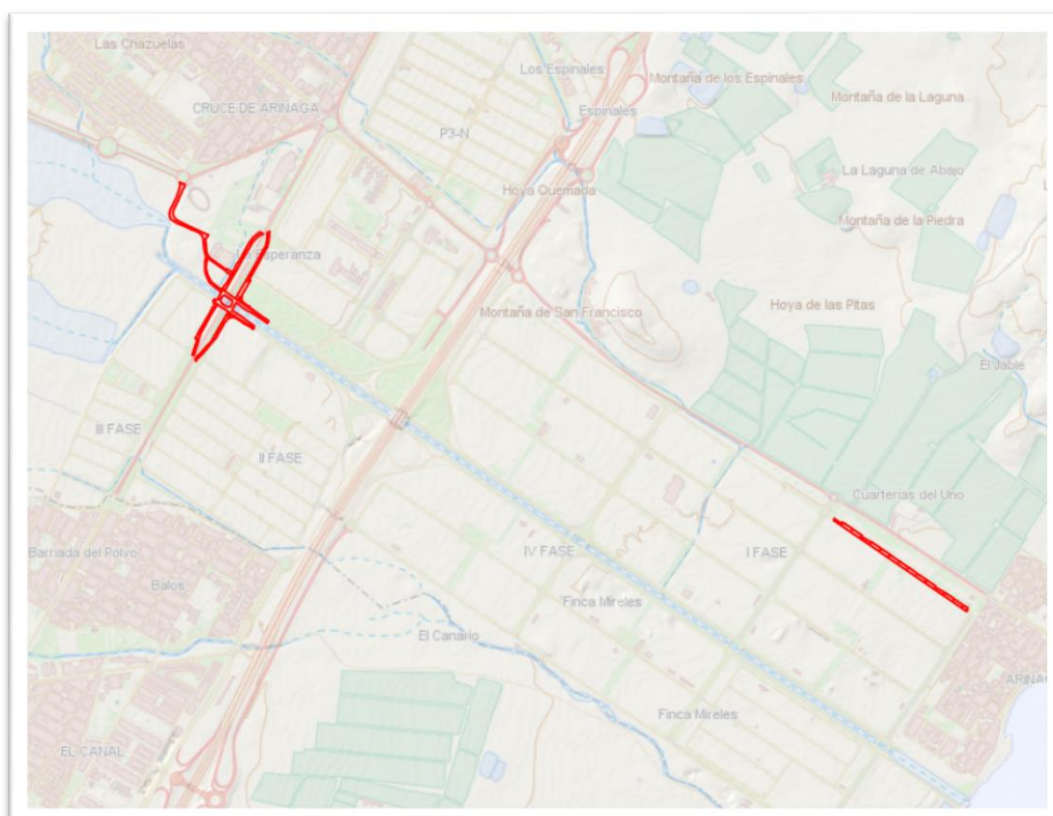 Las Chazuelas
Los Espinales
Montaña de los Espinales
Montaña de la Laguna
CRUCE DE ARINAGA
Espinales
P3-N
La Laguna de Abajo
Hoya Quemada
Montaña de la Piedra
La Esperanza
Montaña de San Francisco
Hoya de las Pitas
El Jable
III FASE
II FASE
Cuarterias del Uno
Barriada del Polvo
IV FASE
I FASE
Balos
Finca Mireles
El Canario
ARINAG
Finca Mireles
EL CANAL